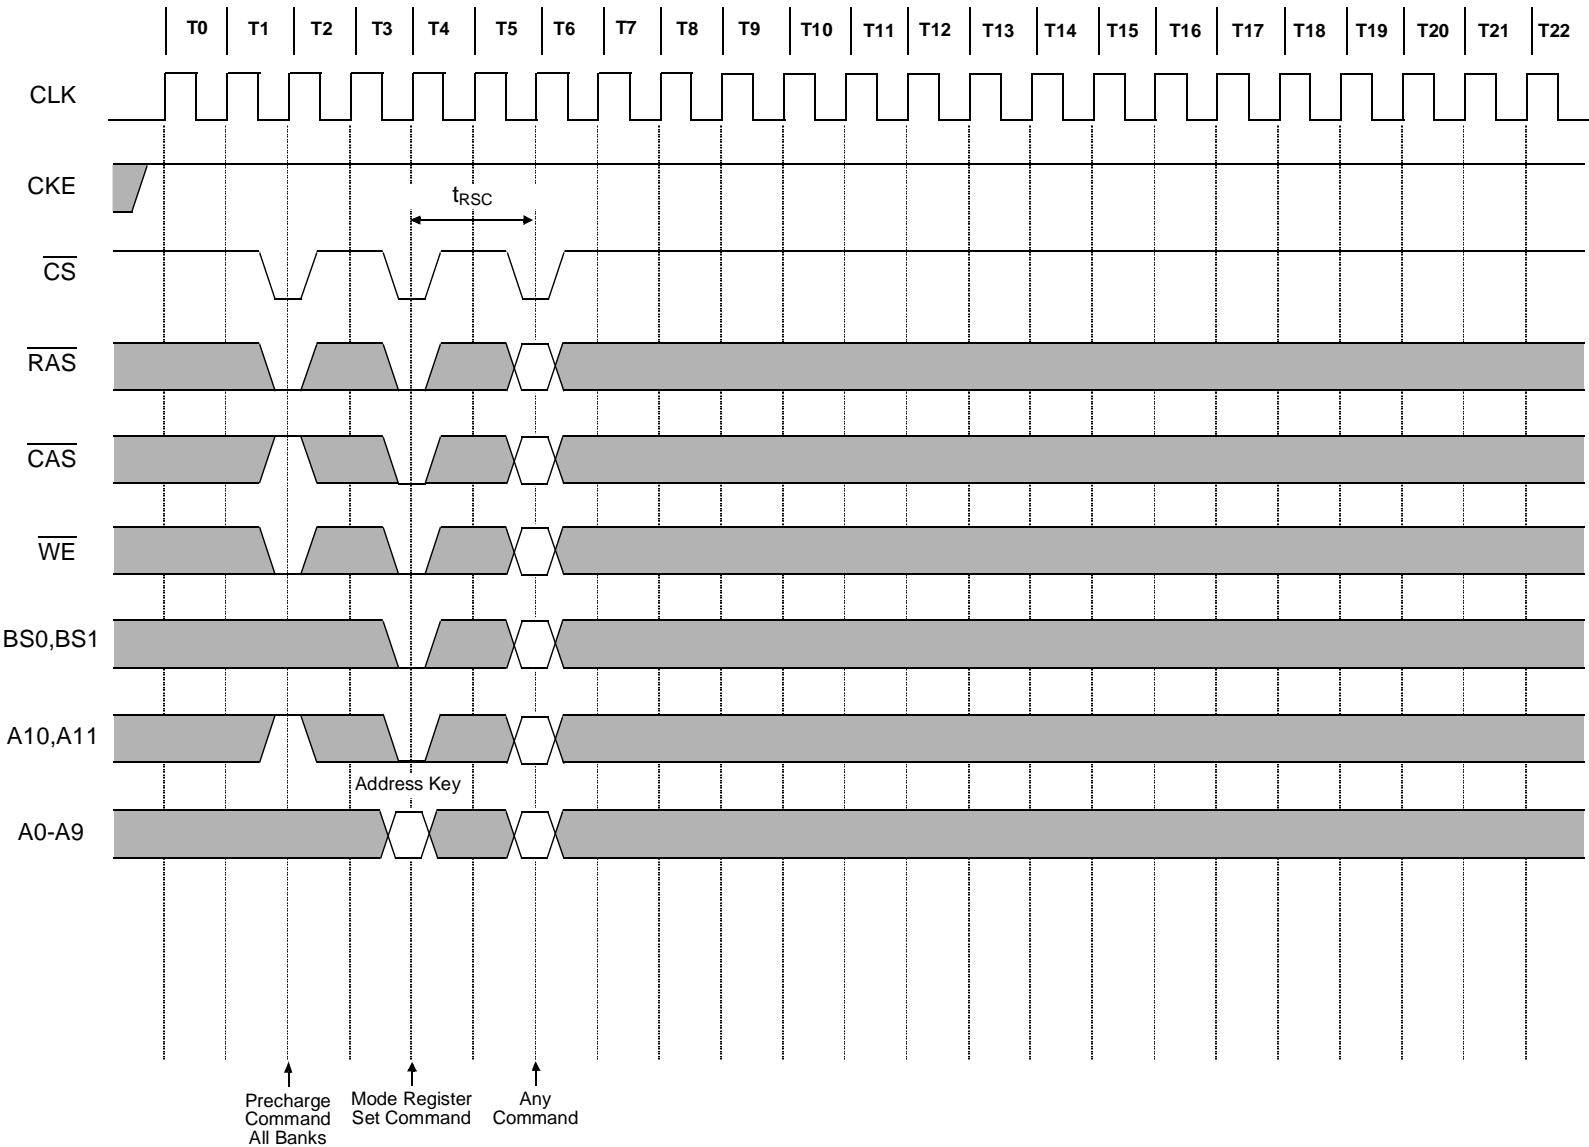 T0 T1 T2 T3 T4 T5 T6 T7 T8 T9 T10 T11 T12 T13 T14 T15 T16 T17 T18 T19 T20 T21 T22
CLK
CKE
tRSC
CS
RAS
CAS
WE
BS0,BS1
A10,A11
Address Key
A0-A9
Precharge
Command
All Banks
Mode Register
Set Command
Any
Command